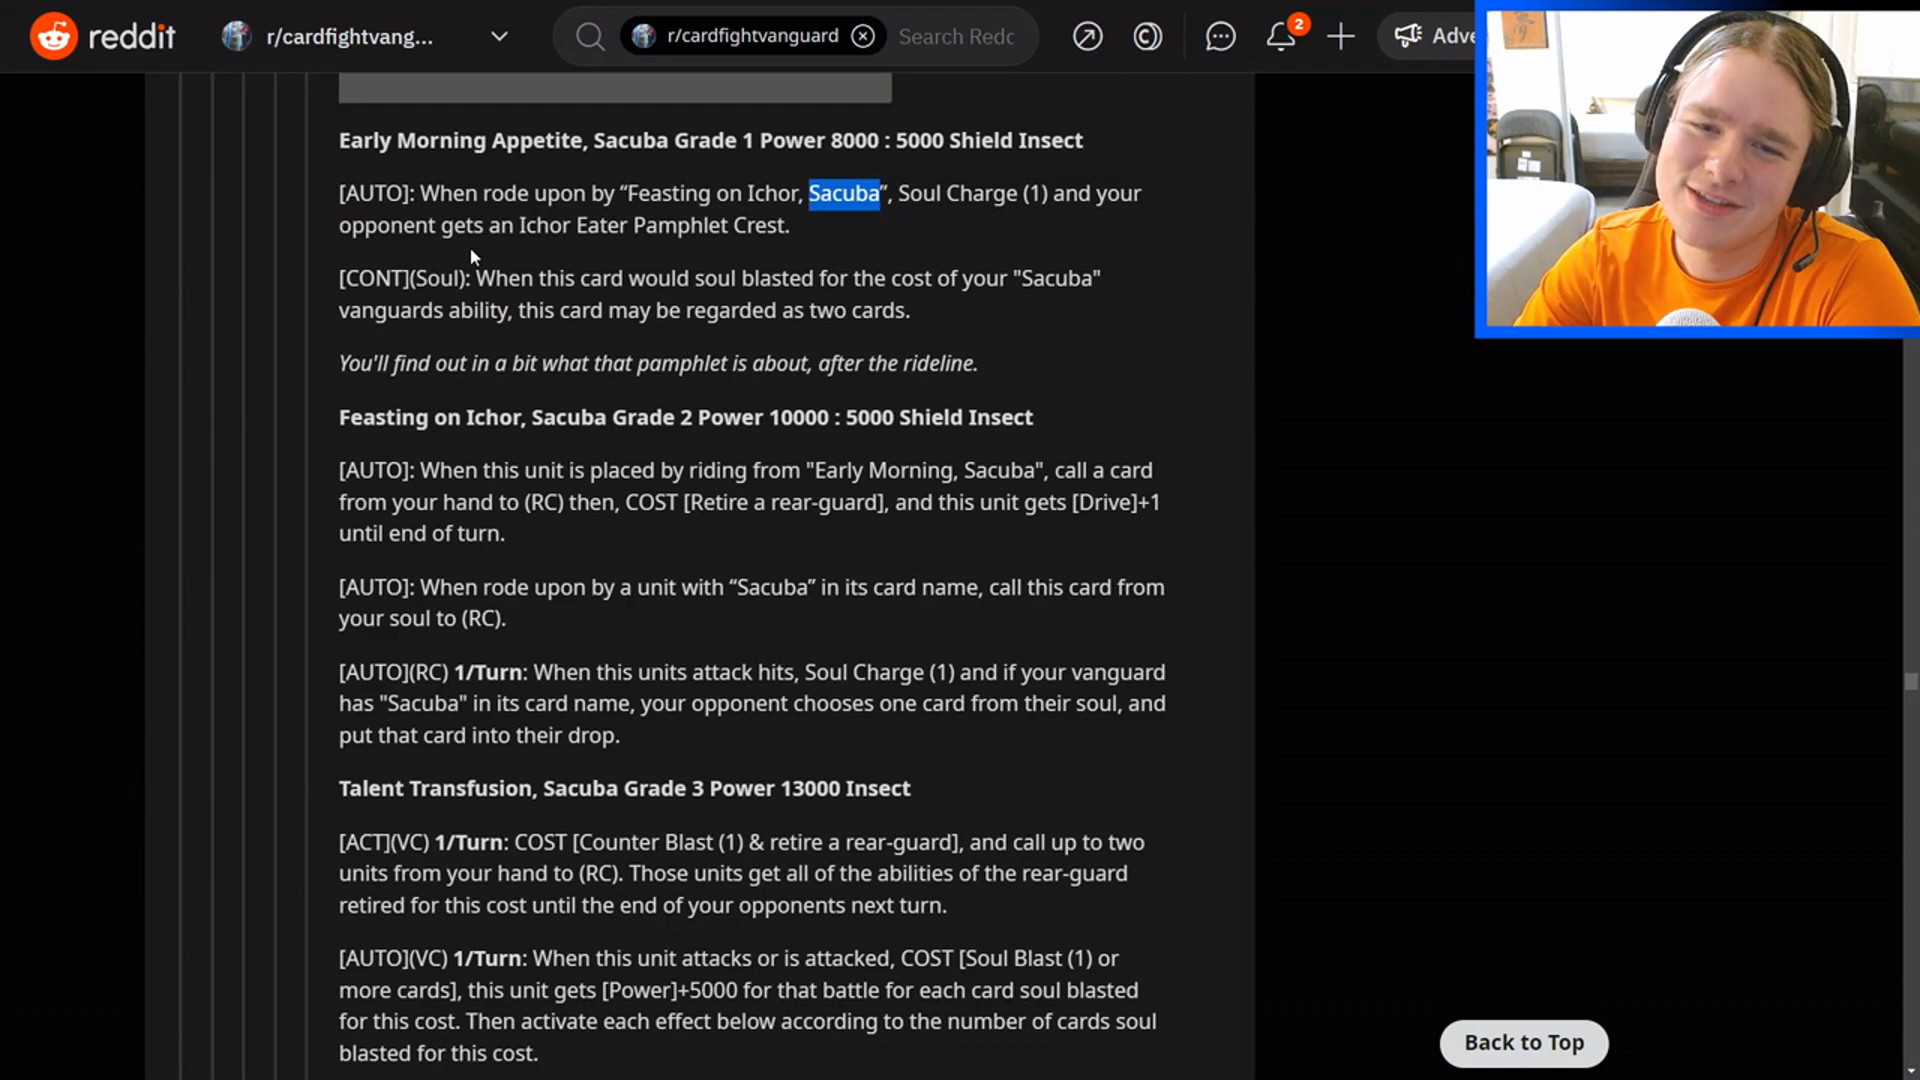 reddit
r/cardfightvang...
r/cardfightvanguard
Search Redc
2
Adve
Early Morning Appetite, Sacuba Grade 1 Power 8000 : 5000 Shield Insect
[AUTO]: When rode upon by “Feasting on Ichor, Sacuba”, Soul Charge (1) and your
opponent gets an Ichor Eater Pamphlet Crest.
[CONT](Soul): When this card would soul blasted for the cost of your "Sacuba"
vanguards ability, this card may be regarded as two cards.
You'll find out in a bit what that pamphlet is about, after the rideline.
Feasting on Ichor, Sacuba Grade 2 Power 10000 : 5000 Shield Insect
[AUTO]: When this unit is placed by riding from "Early Morning, Sacuba", call a card
from your hand to (RC) then, COST [Retire a rear-guard], and this unit gets [Drive]+1
until end of turn.
[AUTO]: When rode upon by a unit with “Sacuba” in its card name, call this card from
your soul to (RC).
[AUTO](RC) 1/Turn: When this units attack hits, Soul Charge (1) and if your vanguard
has "Sacuba" in its card name, your opponent chooses one card from their soul, and
put that card into their drop.
Talent Transfusion, Sacuba Grade 3 Power 13000 Insect
[ACT](VC) 1/Turn: COST [Counter Blast (1) & retire a rear-guard], and call up to two
units from your hand to (RC). Those units get all of the abilities of the rear-guard
retired for this cost until the end of your opponents next turn.
[AUTO](VC) 1/Turn: When this unit attacks or is attacked, COST [Soul Blast (1) or
more cards], this unit gets [Power]+5000 for that battle for each card soul blasted
for this cost. Then activate each effect below according to the number of cards soul
blasted for this cost.
Back to Top